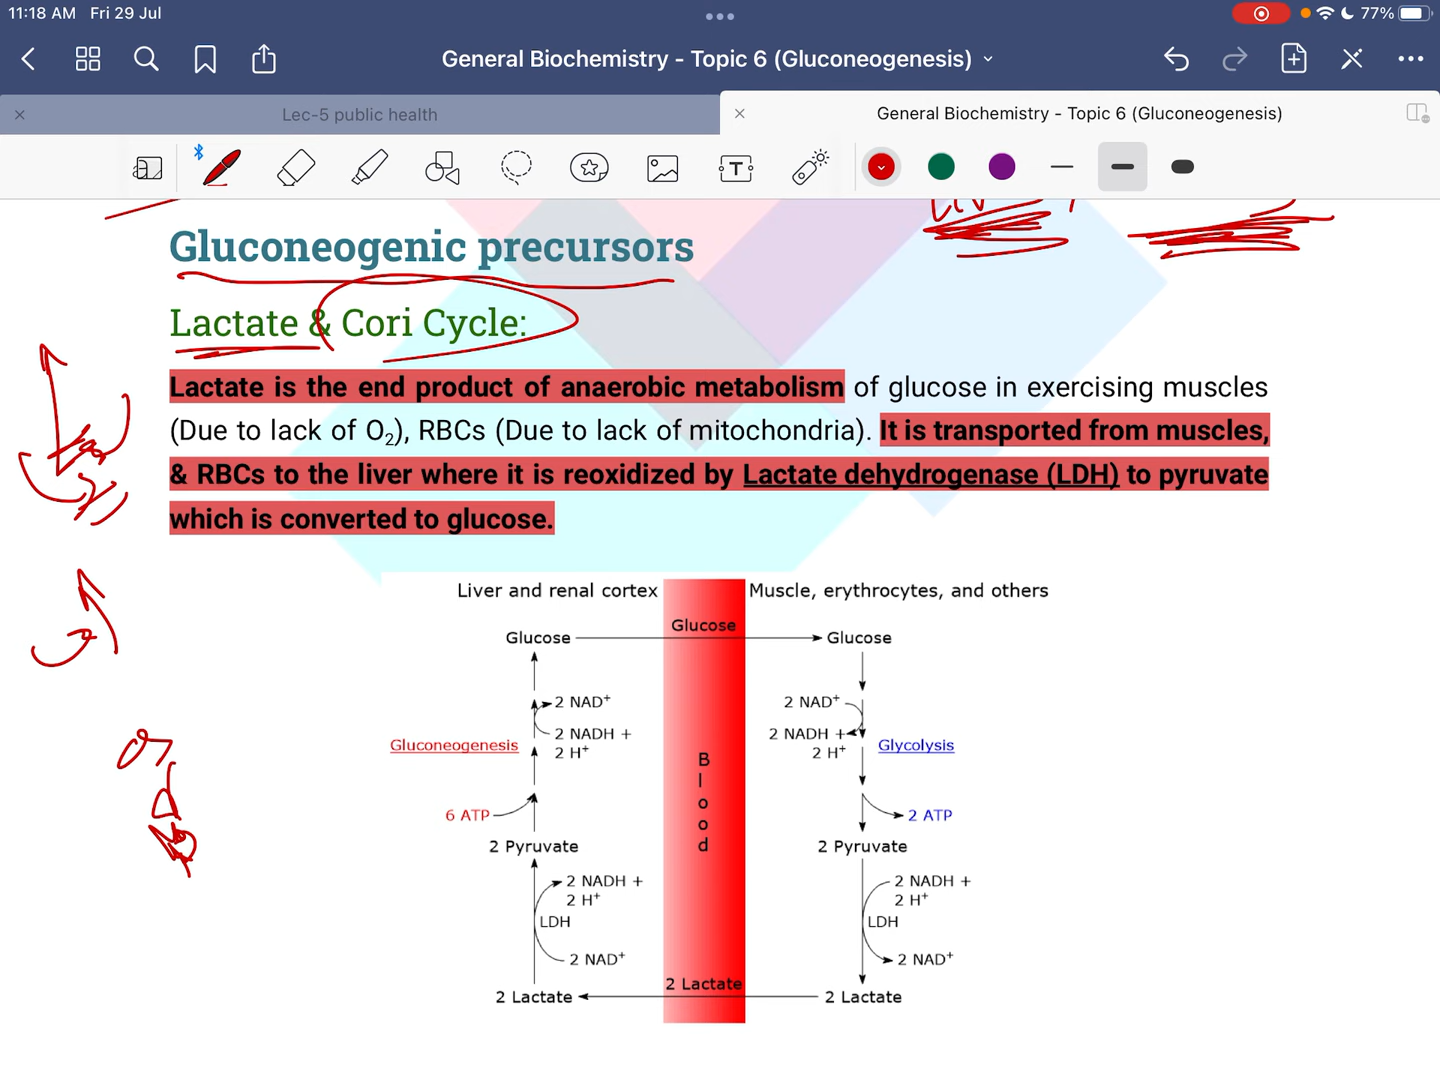 11:18 AM Fri 29 Jul
77%
General Biochemistry - Topic 6 (Gluconeogenesis)
Lec-5 public health
General Biochemistry - Topic 6 (Gluconeogenesis)
Gluconeogenic precursors
Lactate & Cori Cycle:
Lactate is the end product of anaerobic metabolism of glucose in exercising muscles
(Due to lack of O₂), RBCs (Due to lack of mitochondria). It is transported from muscles,
& RBCs to the liver where it is reoxidized by Lactate dehydrogenase (LDH) to pyruvate
which is converted to glucose.
Liver and renal cortex
Muscle, erythrocytes, and others
Glucose
Glucose
Glucose
2 NAD⁺
2 NADH +
2 H⁺
Gluconeogenesis
6 ATP
2 Pyruvate
2 NADH +
2 H⁺
LDH
2 NAD⁺
2 Lactate
Blood
2 Lactate
2 NAD⁺
2 NADH +
2 H⁺
Glycolysis
2 ATP
2 Pyruvate
2 NADH +
2 H⁺
LDH
2 NAD⁺
2 Lactate